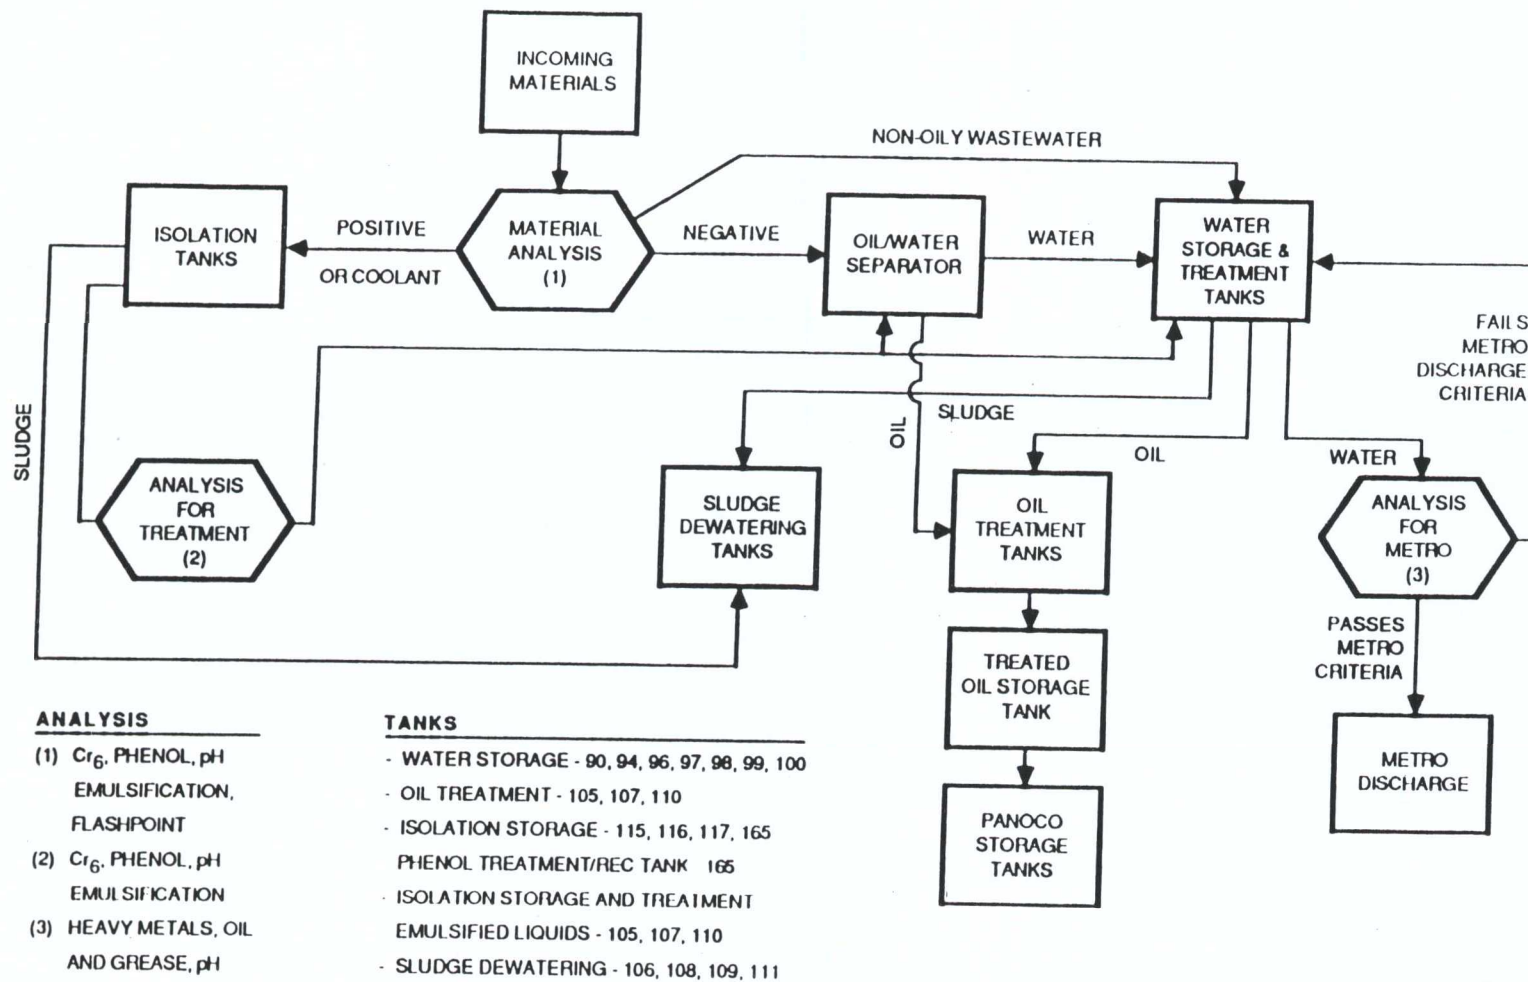 INCOMING
MATERIALS
NON-OILY WASTEWATER
ISOLATION
TANKS
POSITIVE
OR COOLANT
MATERIAL
ANALYSIS
(1)
NEGATIVE
OIL/WATER
SEPARATOR
WATER
WATER
STORAGE &
TREATMENT
TANKS
FAILS
METRO
DISCHARGE
CRITERIA
SLUDGE
OIL
SLUDGE
OIL
WATER
ANALYSIS
FOR
TREATMENT
(2)
SLUDGE
DEWATERING
TANKS
OIL
TREATMENT
TANKS
ANALYSIS
FOR
METRO
(3)
PASSES
METRO
CRITERIA
TREATED
OIL STORAGE
TANK
METRO
DISCHARGE
PANOCO
STORAGE
TANKS
ANALYSIS
(1) Cr6, PHENOL, pH
EMULSIFICATION,
FLASHPOINT
(2) Cr6, PHENOL, pH
EMULSIFICATION
(3) HEAVY METALS, OIL
AND GREASE, pH
TANKS
- WATER STORAGE - 90, 94, 96, 97, 98, 99, 100
- OIL TREATMENT - 105, 107, 110
- ISOLATION STORAGE - 115, 116, 117, 165
PHENOL TREATMENT/REC TANK 165
- ISOLATION STORAGE AND TREATMENT
EMULSIFIED LIQUIDS - 105, 107, 110
- SLUDGE DEWATERING - 106, 108, 109, 111